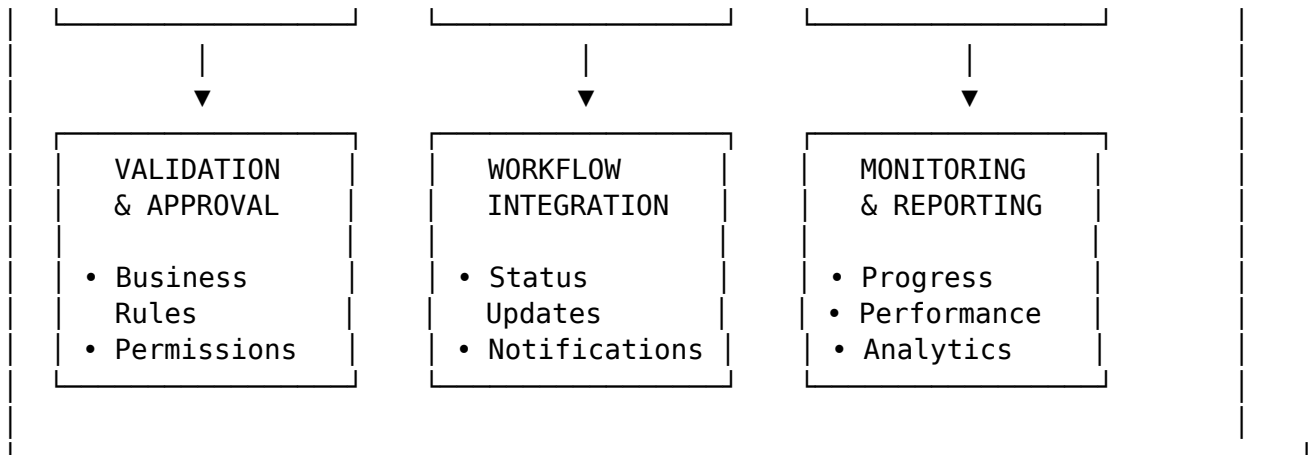 VALIDATION
& APPROVAL
• Business
Rules
• Permissions
WORKFLOW
INTEGRATION
• Status
Updates
• Notifications
MONITORING
& REPORTING
• Progress
• Performance
• Analytics